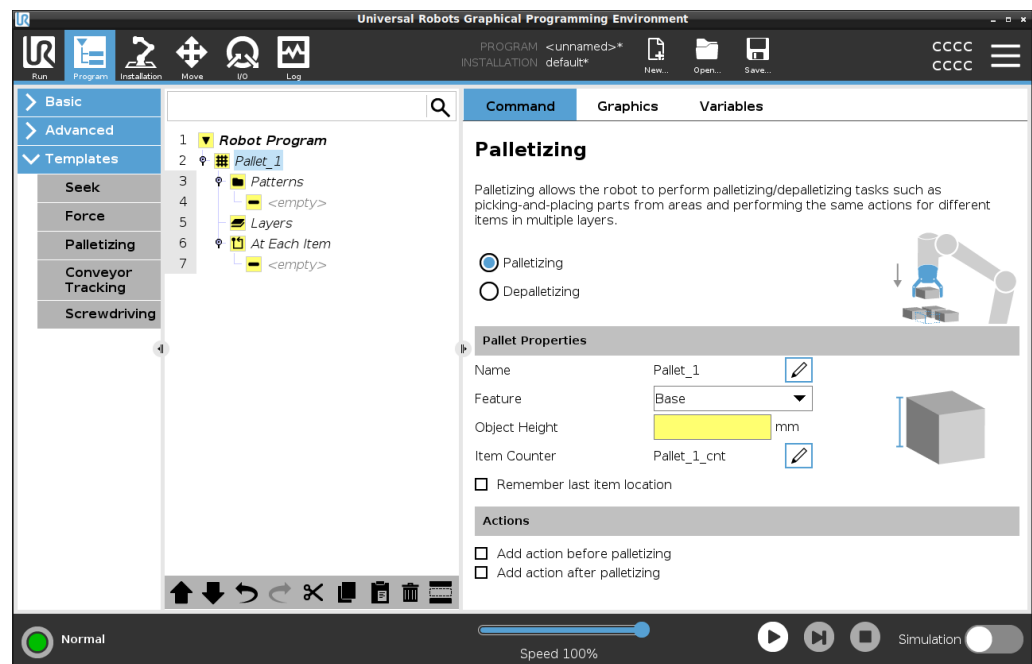 Universal Robots Graphical Programming Environment
UR
Run
Program
Installation
Move
I/O
Log
PROGRAM <unnamed>*
INSTALLATION default*
New...
Open...
Save...
CCCC
CCCC
Basic
Advanced
Templates
Seek
Force
Palletizing
Conveyor
Tracking
Screwdriving
1 Robot Program
2 Pallet_1
3 Patterns
4 <empty>
5 Layers
6 At Each Item
7 <empty>
Command Graphics Variables
Palletizing
Palletizing allows the robot to perform palletizing/depalletizing tasks such as
picking-and-placing parts from areas and performing the same actions for different
items in multiple layers.
Palletizing
Depalletizing
Pallet Properties
Name Pallet_1
Feature Base
Object Height mm
Item Counter Pallet_1_cnt
Remember last item location
Actions
Add action before palletizing
Add action after palletizing
Normal
Speed 100%
Simulation